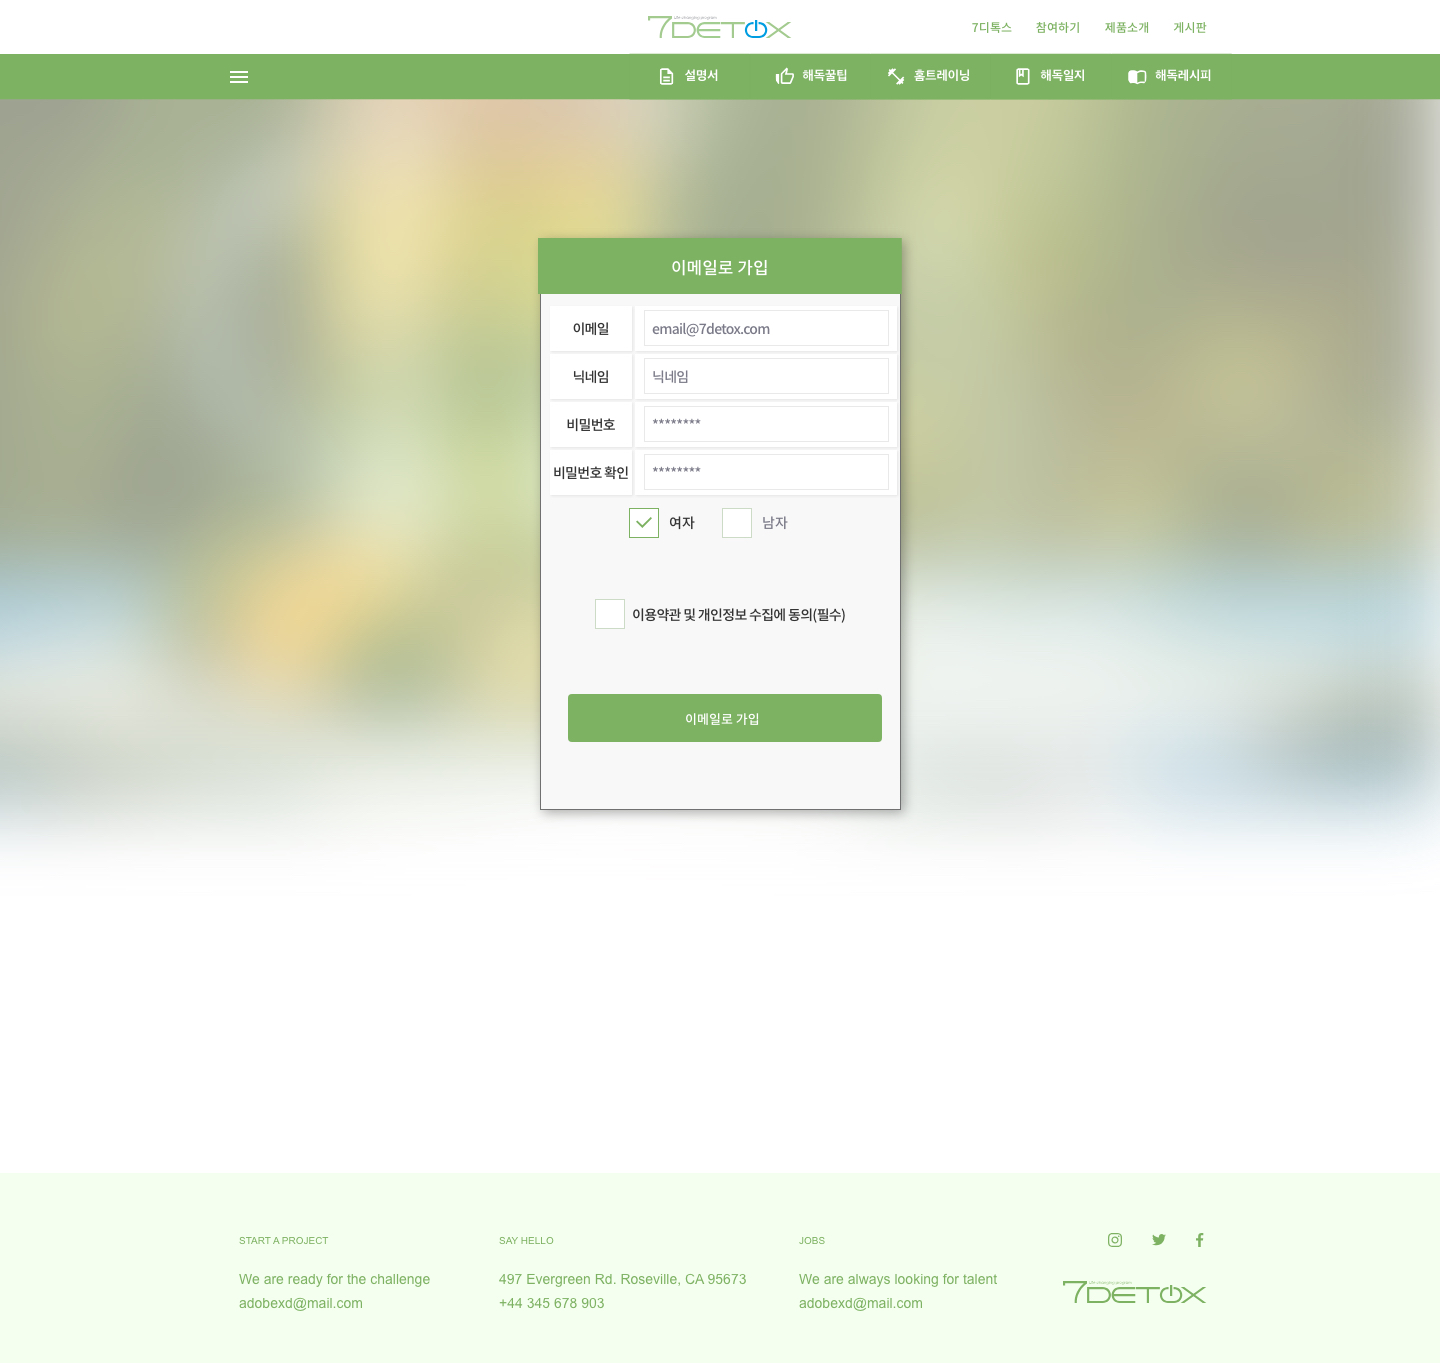 7DETOX
7디톡스 참여하기 제품소개 게시판
설명서 해독꿀팁 홈트레이닝 해독일지 해독레시피
이메일로 가입
이메일 email@7detox.com
닉네임 닉네임
비밀번호 ********
비밀번호 확인 ********
여자 남자
이용약관 및 개인정보 수집에 동의(필수)
이메일로 가입
START A PROJECT
We are ready for the challenge
adobexd@mail.com
SAY HELLO
497 Evergreen Rd. Roseville, CA 95673
+44 345 678 903
JOBS
We are always looking for talent
adobexd@mail.com
7DETOX